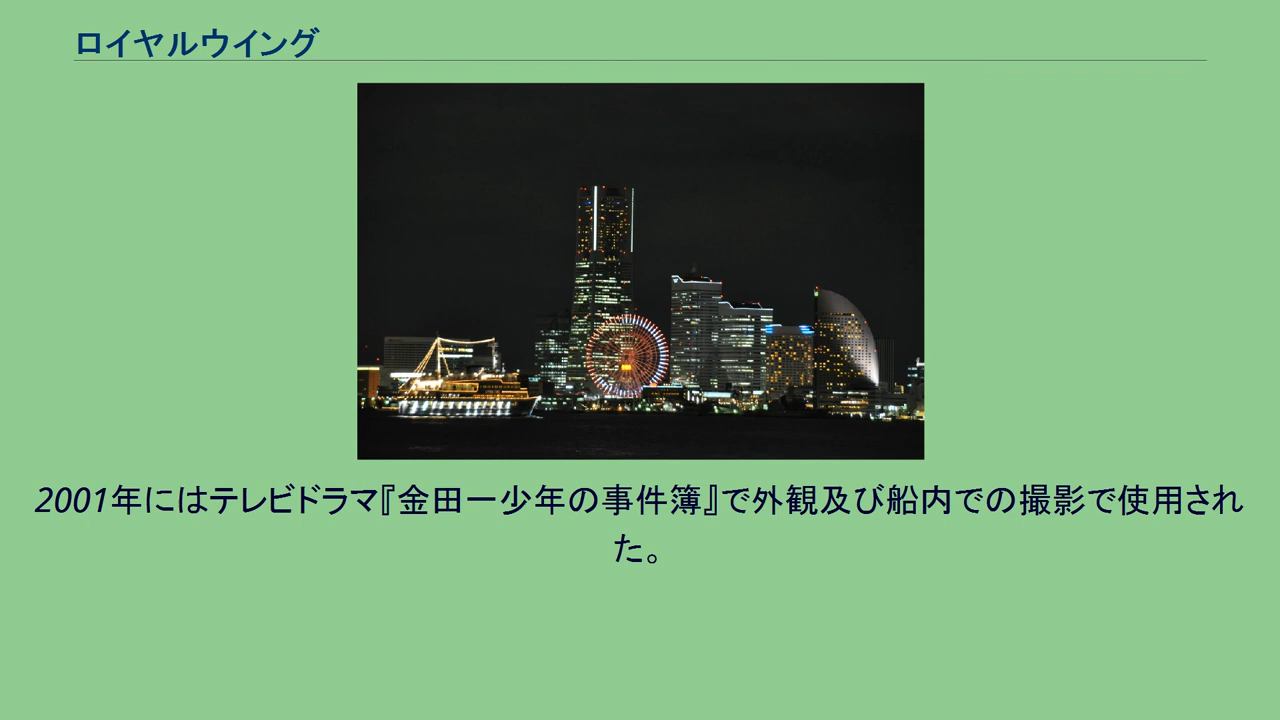 ロイヤルウイング
2001年にはテレビドラマ『金田一少年の事件簿』で外観及び船内での撮影で使用され
た。